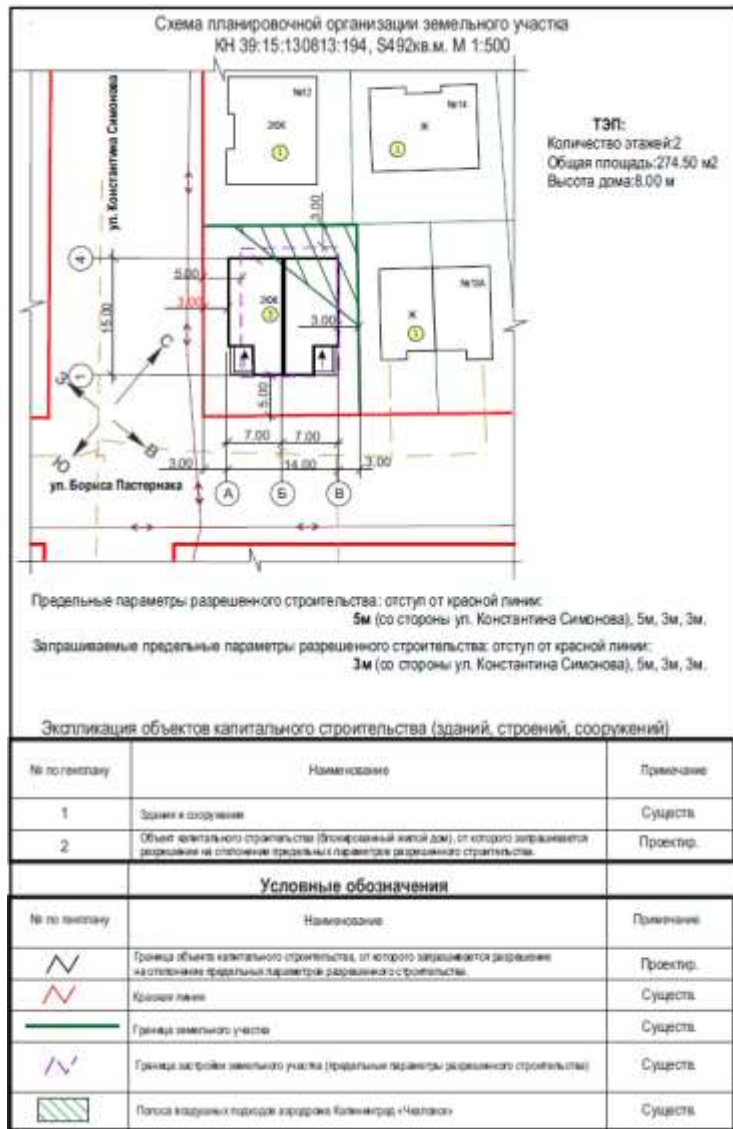 Схема планировочной организации земельного участка
КН 39:15:130813:194, S492кв.м. М 1:500
ул. Константина Симонова
№12
2КЖ
1
№14
Ж
1
ТЭП:
Количество этажей:2
Общая площадь:274.50 м2
Высота дома:8.00 м
3.00
4
5.00
3.00
15.00
2КЖ
3.00
№10А
Ж
1
1
5.00
С
З
Ю
В
7.00
7.00
3.00
14.00
3.00
ул. Бориса Пастернака
А
Б
В
Предельные параметры разрешенного строительства: отступ от красной линии:
5м (со стороны ул. Константина Симонова), 5м, 3м, 3м.
Запрашиваемые предельные параметры разрешенного строительства: отступ от красной линии:
3м (со стороны ул. Константина Симонова), 5м, 3м, 3м.
Экспликация объектов капитального строительства (зданий, строений, сооружений)
№ по генплану
Наименование
Примечание
1
Здания и сооружения
Существ.
2
Объект капитального строительства (блокированный жилой дом), от которого запрашивается
разрешение на отклонение предельных параметров разрешенного строительства.
Проектир.
Условные обозначения
№ по генплану
Наименование
Примечание
Граница объекта капитального строительства, от которого запрашивается разрешение
на отклонение предельных параметров разрешенного строительства.
Проектир.
Красная линия
Существ.
Граница земельного участка
Существ.
Граница застройки земельного участка (предельные параметры разрешенного строительства)
Существ.
Полоса воздушных подходов аэродрома Калининград «Чкаловск»
Существ.